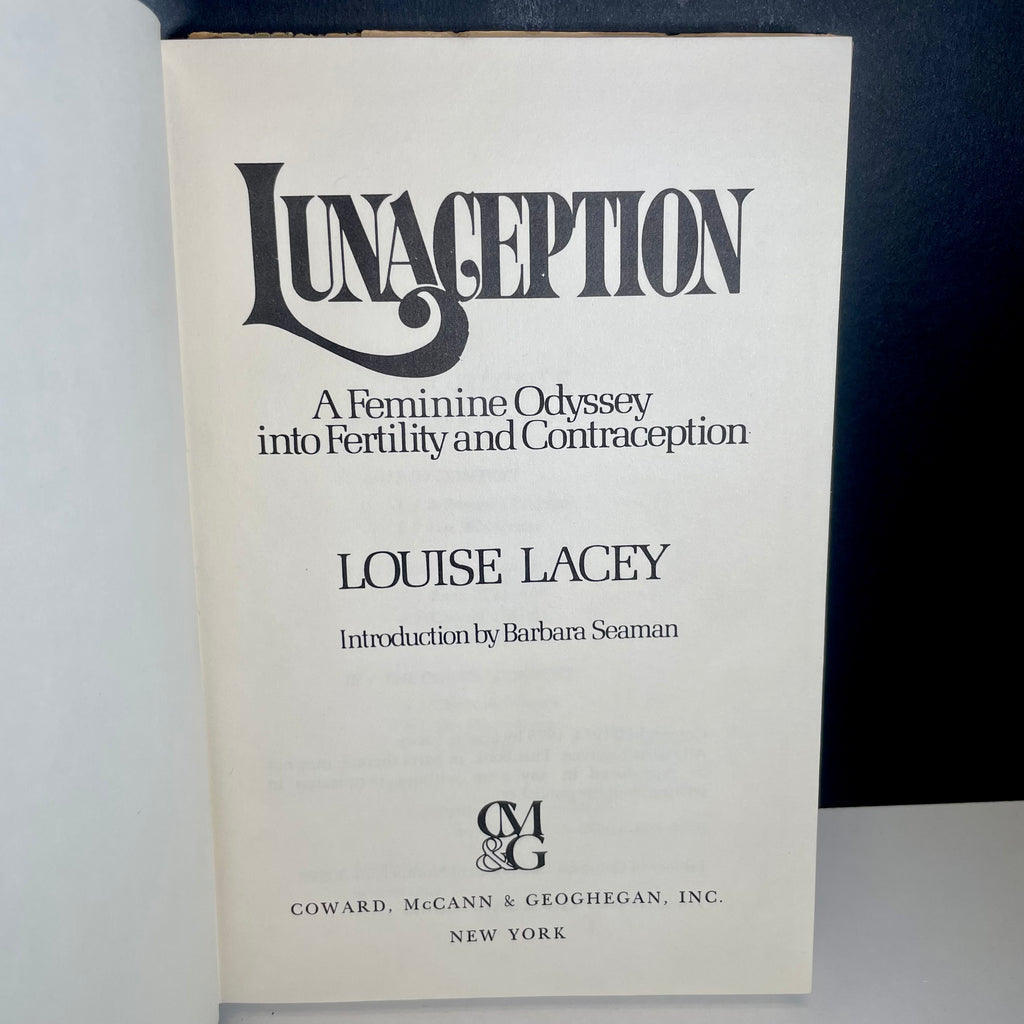 LUNACEPTION
A Feminine Odyssey
into Fertility and Contraception
LOUISE LACEY
Introduction by Barbara Seaman
CM
&G
COWARD, McCANN & GEOGHEGAN, INC.
NEW YORK